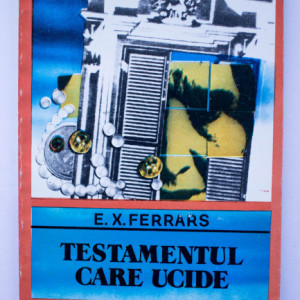 E. X. FERRARS
TESTAMENTUL
CARE UCIDE